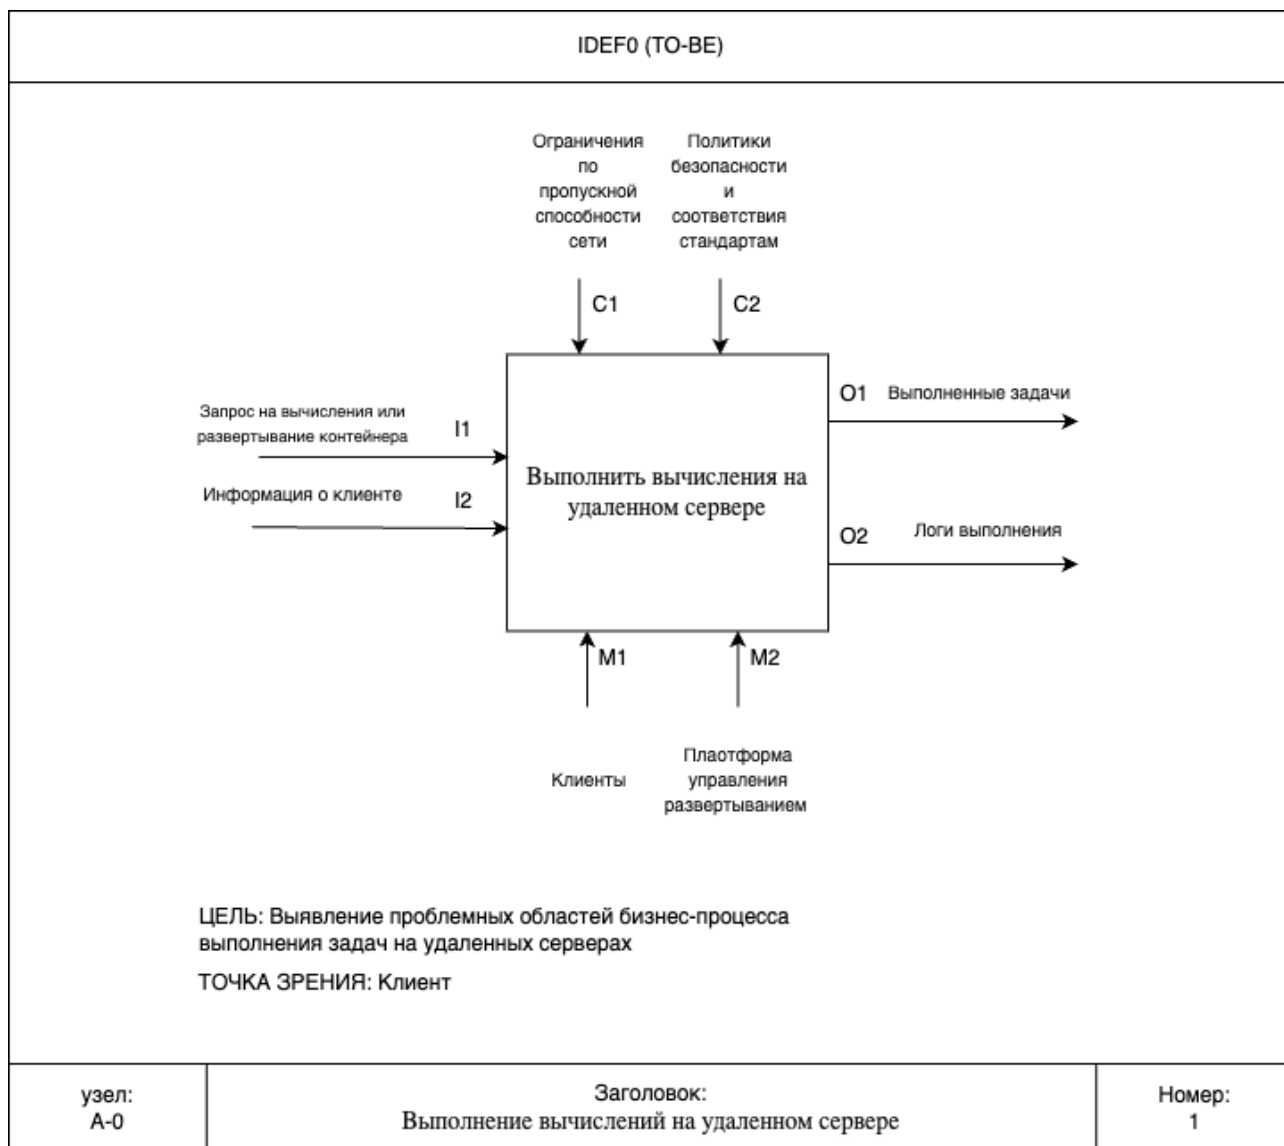 IDEF0 (TO-BE)
Ограничения
по
пропускной
способности
сети
Политики
безопасности
и
соответствия
стандартам
C1
C2
Запрос на вычисления или
развертывание контейнера
I1
Информация о клиенте
I2
Выполнить вычисления на
удаленном сервере
O1
Выполненные задачи
O2
Логи выполнения
M1
M2
Клиенты
Плаотформа
управления
развертыванием
ЦЕЛЬ: Выявление проблемных областей бизнес-процесса
выполнения задач на удаленных серверах
ТОЧКА ЗРЕНИЯ: Клиент
узел:
A-0
Заголовок:
Выполнение вычислений на удаленном сервере
Номер:
1